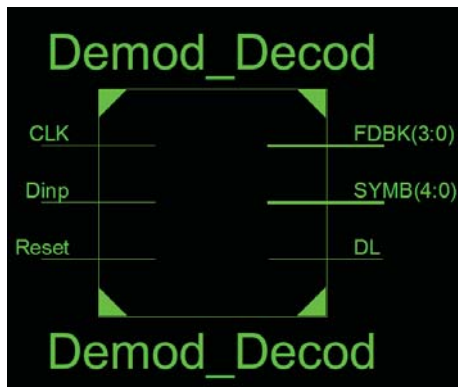 Demod_Decod
CLK FDBK(3:0)
Dinp SYMB(4:0)
Reset DL
Demod_Decod